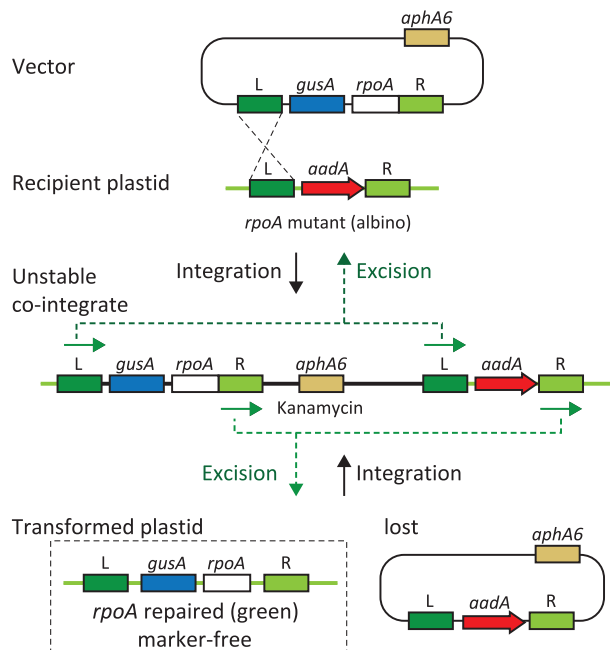 aphA6
Vector
L gusA rpoA R
L aadA R
Recipient plastid
rpoA mutant (albino)
Integration Excision
Unstable
co-integrate
L gusA rpoA R aphA6 L aadA R
Kanamycin
Excision Integration
Transformed plastid lost
aphA6
L gusA rpoA R
rpoA repaired (green)
marker-free
L aadA R